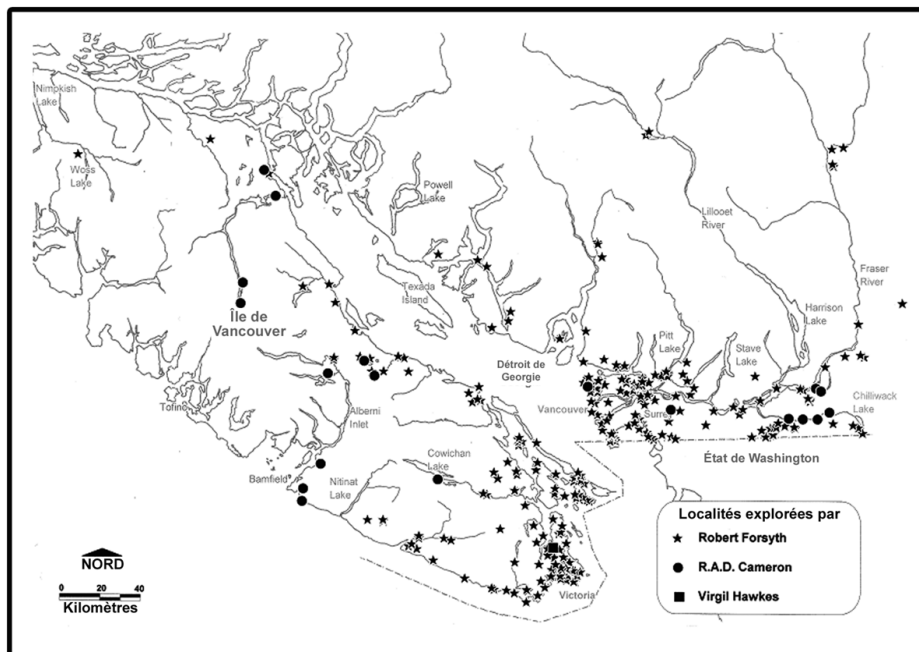 Nimpkish
Lake
Woss
Lake
Powell
Lake
Lillooet
River
Fraser
River
Texada
Island
Harrison
Lake
Île de
Vancouver
Pitt
Lake
Stave
Lake
Détroit de
Georgie
Tofino
Alberni
Inlet
Vancouver
Surrey
Chilliwack
Lake
État de Washington
Cowichan
Lake
Bamfield
Nitinat
Lake
Victoria
NORD
0 20 40
Kilomètres
Localités explorées par
Robert Forsyth
R.A.D. Cameron
Virgil Hawkes